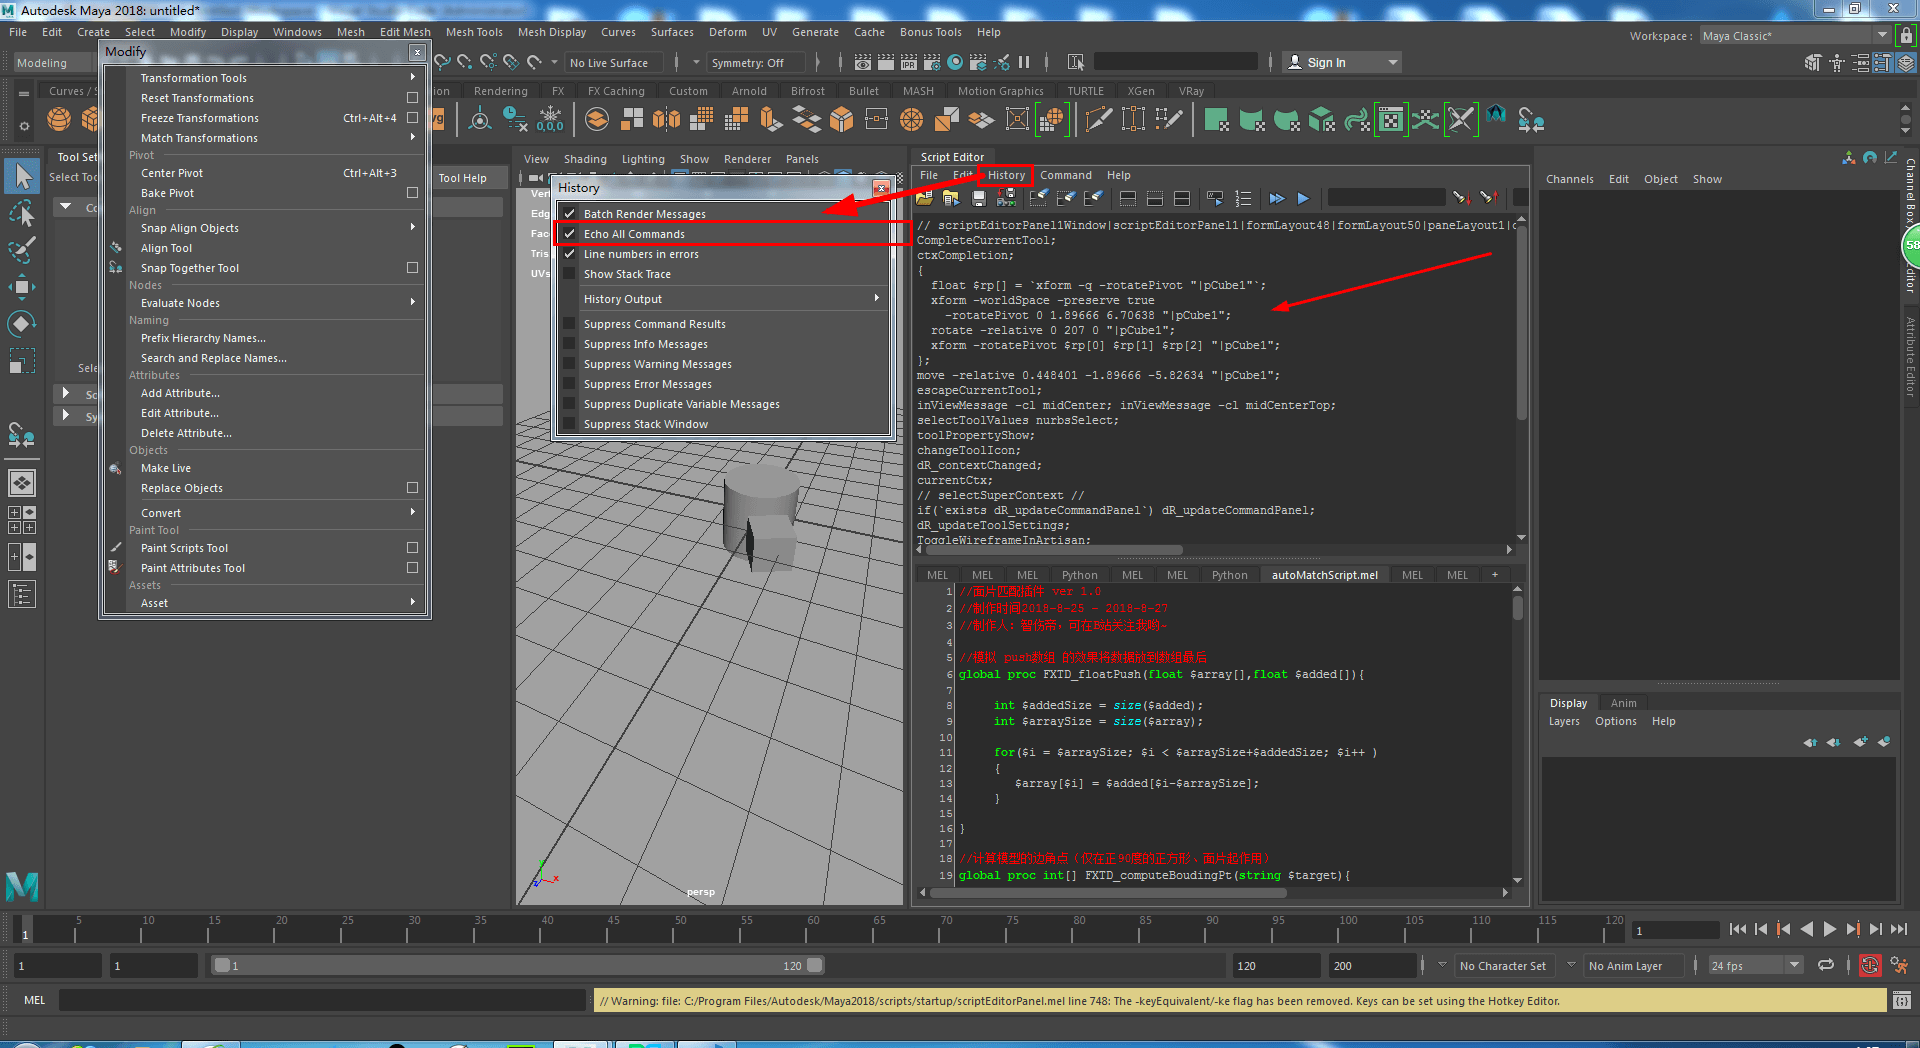 Autodesk Maya 2018: untitled*
File Edit Create Select Modify Display Windows Mesh Edit Mesh Mesh Tools Mesh Display Curves Surfaces Deform UV Generate Cache Bonus Tools Help
Workspace : Maya Classic*
Modeling
No Live Surface
Symmetry: Off
Sign In
Curves / S
Rendering FX FX Caching Custom Arnold Bifrost Bullet MASH Motion Graphics TURTLE XGen VRay
Modify
Transformation Tools
Reset Transformations
Freeze Transformations Ctrl+Alt+4
Match Transformations
Pivot
Center Pivot Ctrl+Alt+3
Bake Pivot
Align
Snap Align Objects
Align Tool
Snap Together Tool
Nodes
Evaluate Nodes
Naming
Prefix Hierarchy Names...
Search and Replace Names...
Attributes
Add Attribute...
Edit Attribute...
Delete Attribute...
Objects
Make Live
Replace Objects
Convert
Paint Tool
Paint Scripts Tool
Paint Attributes Tool
Assets
Asset
Tool Set
Select Toc
Tool Help
View Shading Lighting Show Renderer Panels
History
Batch Render Messages
Echo All Commands
Line numbers in errors
Show Stack Trace
History Output
Suppress Command Results
Suppress Info Messages
Suppress Warning Messages
Suppress Error Messages
Suppress Duplicate Variable Messages
Suppress Stack Window
persp
Script Editor
File Edit History Command Help
// scriptEditorPanel1Window|scriptEditorPanel1|formLayout48|formLayout50|paneLayout1|
CompleteCurrentTool;
ctxCompletion;
{
float $rp[] = `xform -q -rotatePivot "|pCube1"`;
xform -worldSpace -preserve true
-rotatePivot 0 1.89666 6.70638 "|pCube1";
rotate -relative 0 207 0 "|pCube1";
xform -rotatePivot $rp[0] $rp[1] $rp[2] "|pCube1";
};
move -relative 0.448401 -1.89666 -5.82634 "|pCube1";
escapeCurrentTool;
inViewMessage -cl midCenter; inViewMessage -cl midCenterTop;
selectToolValues nurbsSelect;
toolPropertyShow;
changeToolIcon;
dR_contextChanged;
currentCtx;
// selectSuperContext //
if(`exists dR_updateCommandPanel`) dR_updateCommandPanel;
dR_updateToolSettings;
ToggleWireframeInArtisan;
MEL MEL MEL Python MEL MEL Python autoMatchScript.mel MEL MEL +
1 //面片匹配插件 ver 1.0
2 //制作时间2018-8-25 - 2018-8-27
3 //制作人: 智伤帝，可在B站关注我哟~
4
5 //模拟 push数组 的效果将数据放到数组最后
6 global proc FXTD_floatPush(float $array[],float $added[]){
7
8 int $addedSize = size($added);
9 int $arraySize = size($array);
10
11 for($i = $arraySize; $i < $arraySize+$addedSize; $i++ )
12 {
13 $array[$i] = $added[$i-$arraySize];
14 }
15
16 }
17
18 //计算模型的边角点（仅在正90度的正方形、面片起作用）
19 global proc int[] FXTD_computeBoudingPt(string $target){
Channels Edit Object Show
Attribute Editor
58
Display Anim
Layers Options Help
5 10 15 20 25 30 35 40 45 50 55 60 65 70 75 80 85 90 95 100 105 110 115 120
1
1
1 1 1 120 120 200 No Character Set No Anim Layer 24 fps
MEL
// Warning: file: C:/Program Files/Autodesk/Maya2018/scripts/startup/scriptEditorPanel.mel line 748: The -keyEquivalent/-ke flag has been removed. Keys can be set using the Hotkey Editor.